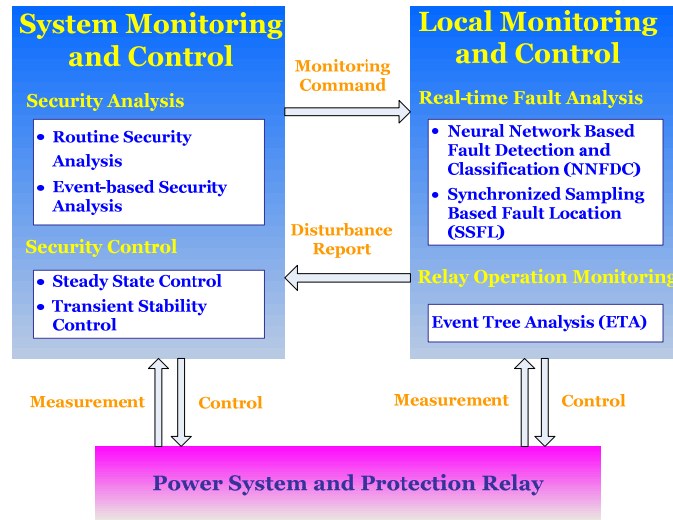 System Monitoring
and Control
Security Analysis
• Routine Security
Analysis
• Event-based Security
Analysis
Security Control
• Steady State Control
• Transient Stability
Control
Monitoring
Command
Disturbance
Report
Local Monitoring
and Control
Real-time Fault Analysis
• Neural Network Based
Fault Detection and
Classification (NNFDC)
• Synchronized Sampling
Based Fault Location
(SSFL)
Relay Operation Monitoring
Event Tree Analysis (ETA)
Measurement
Control
Measurement
Control
Power System and Protection Relay